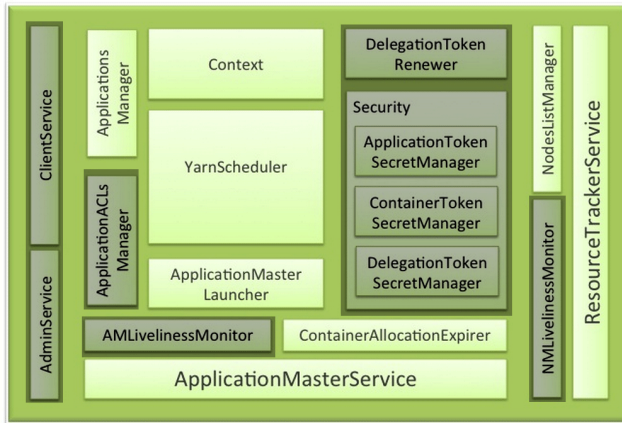 ClientService
AdminService
Applications
Manager
ApplicationACLs
Manager
Context
YarnScheduler
ApplicationMaster
Launcher
AMLivelinessMonitor
ContainerAllocationExpirer
ApplicationMasterService
DelegationToken
Renewer
Security
ApplicationToken
SecretManager
ContainerToken
SecretManager
DelegationToken
SecretManager
NodesListManager
NMLivelinessMonitor
ResourceTrackerService